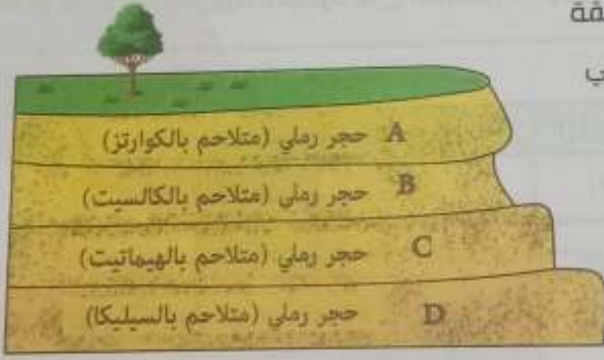 A حجر رملي (متلاحم بالكوارتز)
B حجر رملي (متلاحم بالكالسيت)
C حجر رملي (متلاحم بالهيماتيت)
D حجر رملي (متلاحم بالسيليكا)